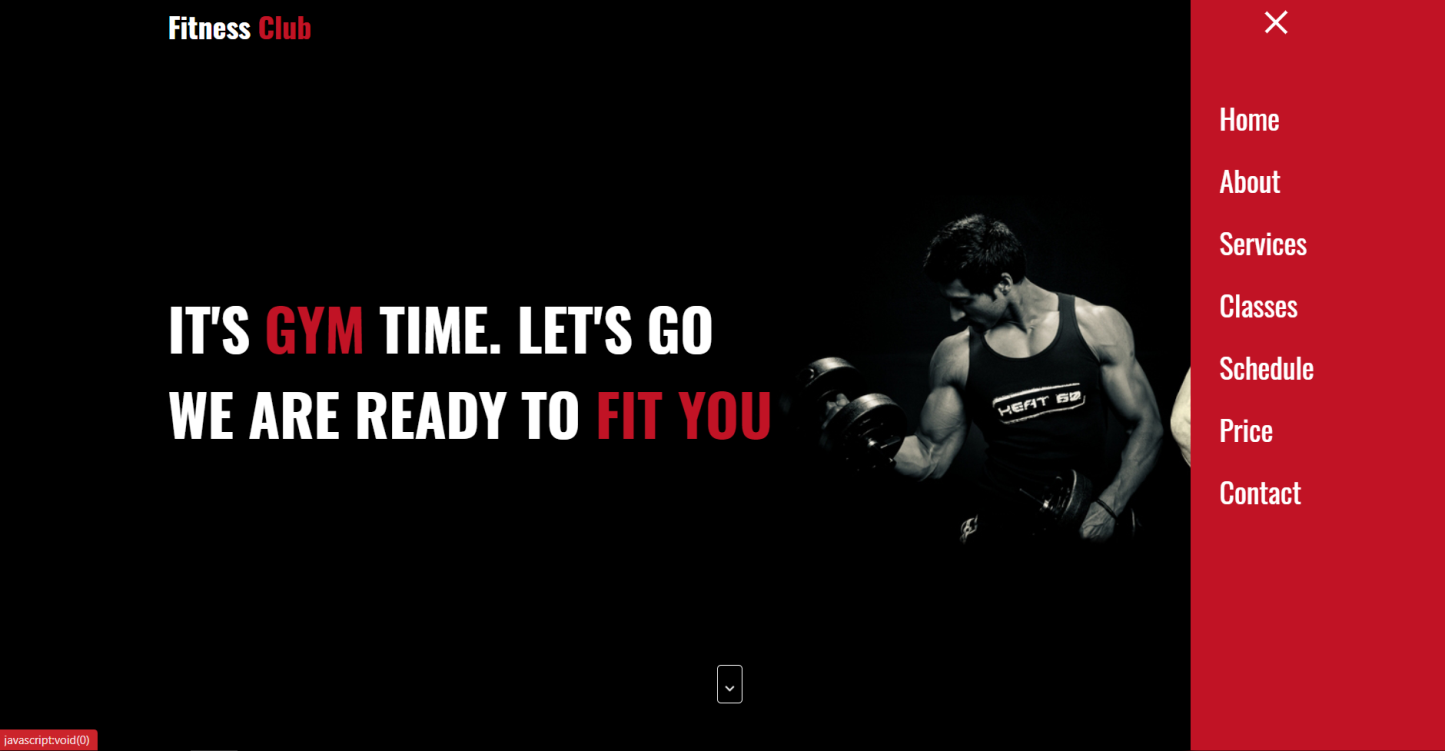 Fitness Club
Home
About
Services
Classes
Schedule
Price
Contact
IT'S GYM TIME. LET'S GO
WE ARE READY TO FIT YOU
HEAT 60
javascript:void(0)